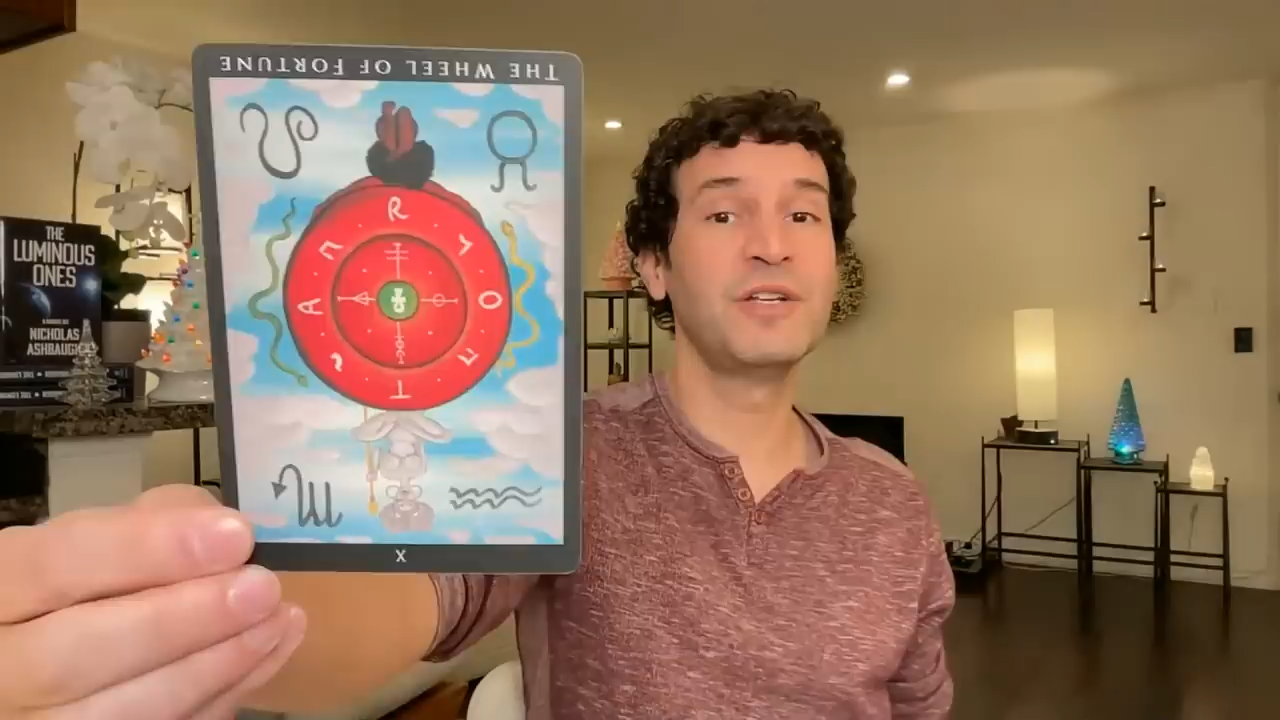 THE WHEEL OF FORTUNE
R
O
T
A
X
THE
LUMINOUS
ONES
NICHOLAS
ASHBAUGH